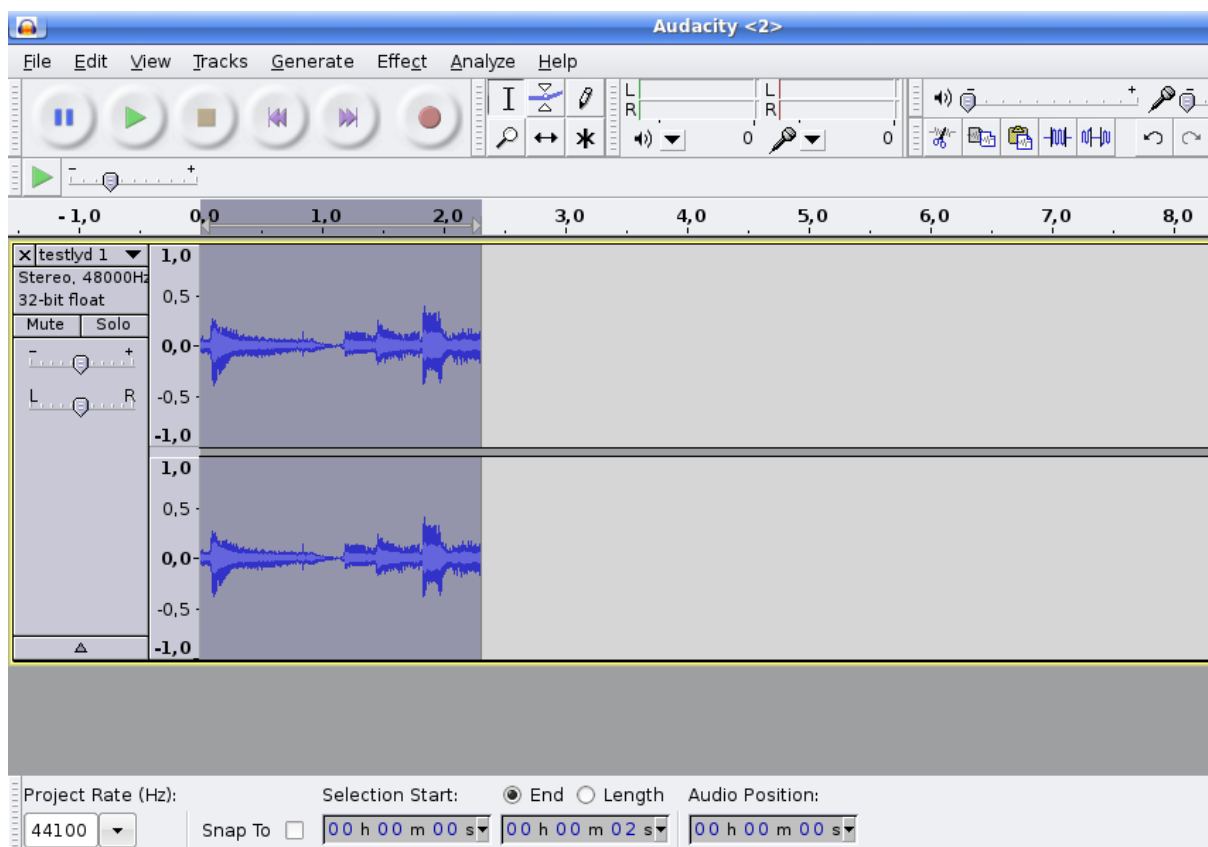 Audacity <2>
File Edit View Tracks Generate Effect Analyze Help
L L
R R
0 0
- +
- 1,0 0,0 1,0 2,0 3,0 4,0 5,0 6,0 7,0 8,0
X testlyd 1 1,0
Stereo, 48000Hz
32-bit float 0,5
Mute Solo
- + 0,0
L R -0,5
-1,0
1,0
0,5
0,0
-0,5
-1,0
Project Rate (Hz): Selection Start: End Length Audio Position:
44100 Snap To 00 h 00 m 00 s 00 h 00 m 02 s 00 h 00 m 00 s